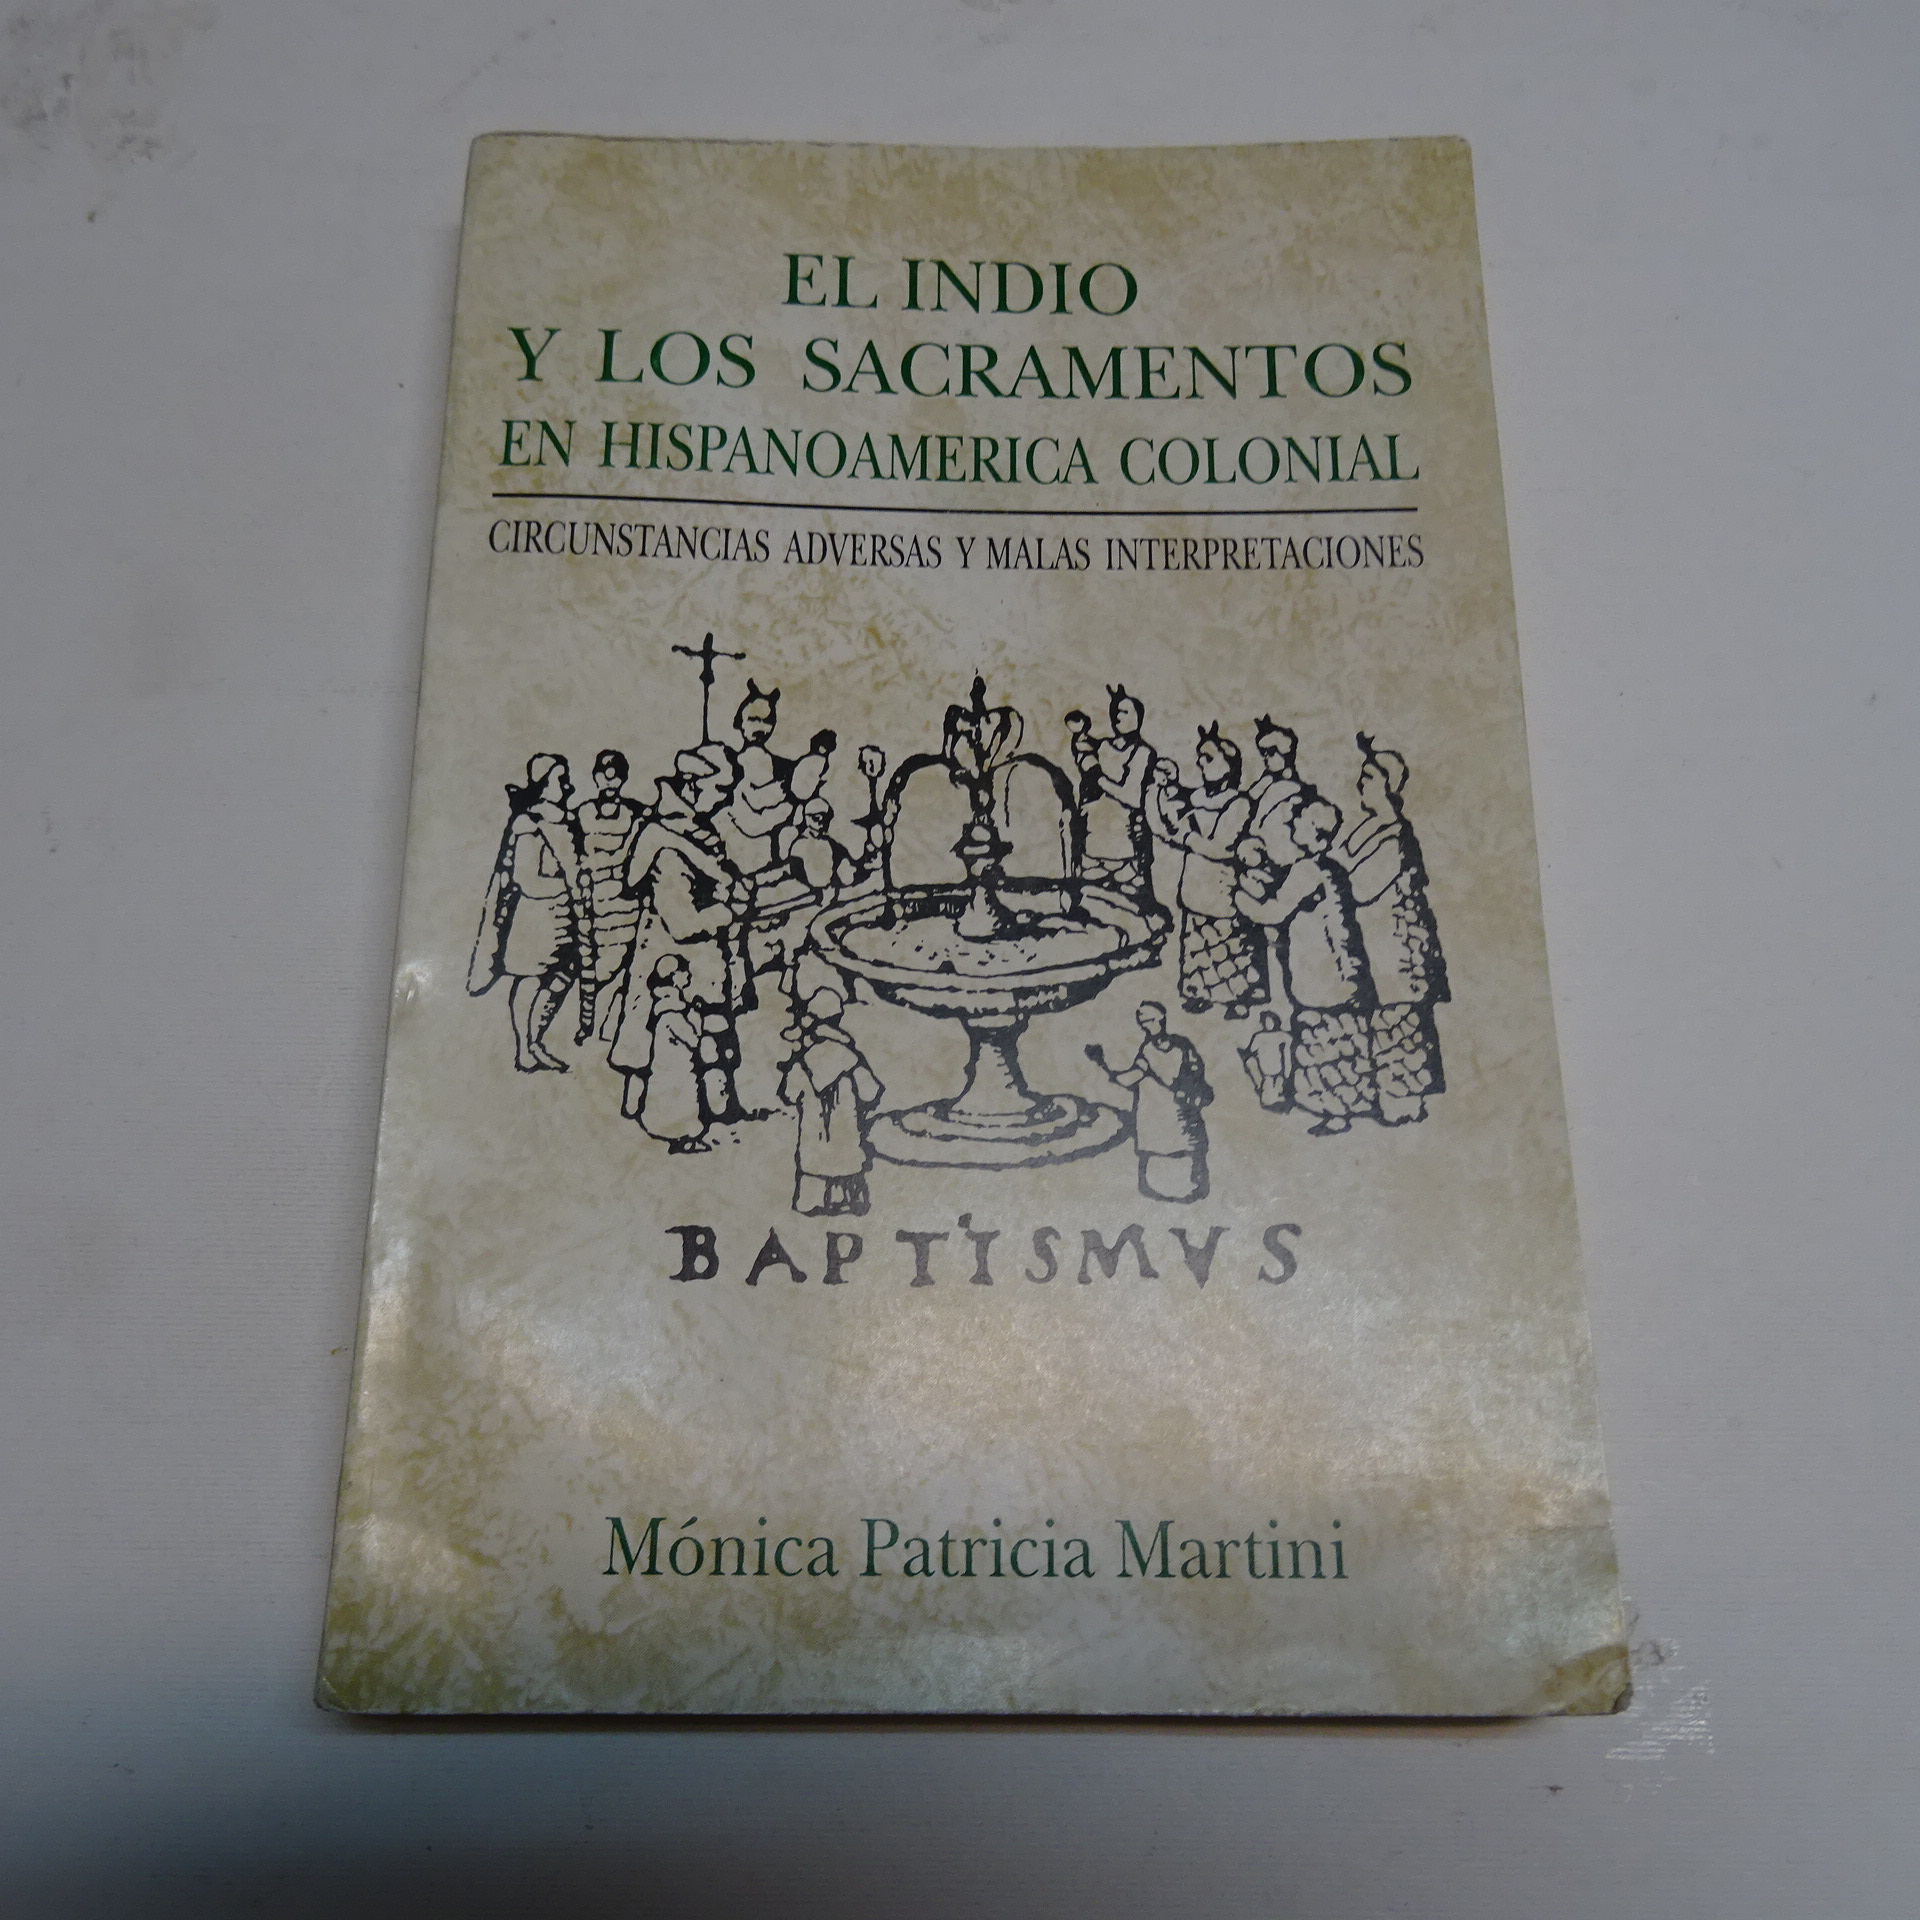 EL INDIO
Y LOS SACRAMENTOS
EN HISPANOAMERICA COLONIAL
CIRCUNSTANCIAS ADVERSAS Y MALAS INTERPRETACIONES
BAPTISMVS
Mónica Patricia Martini